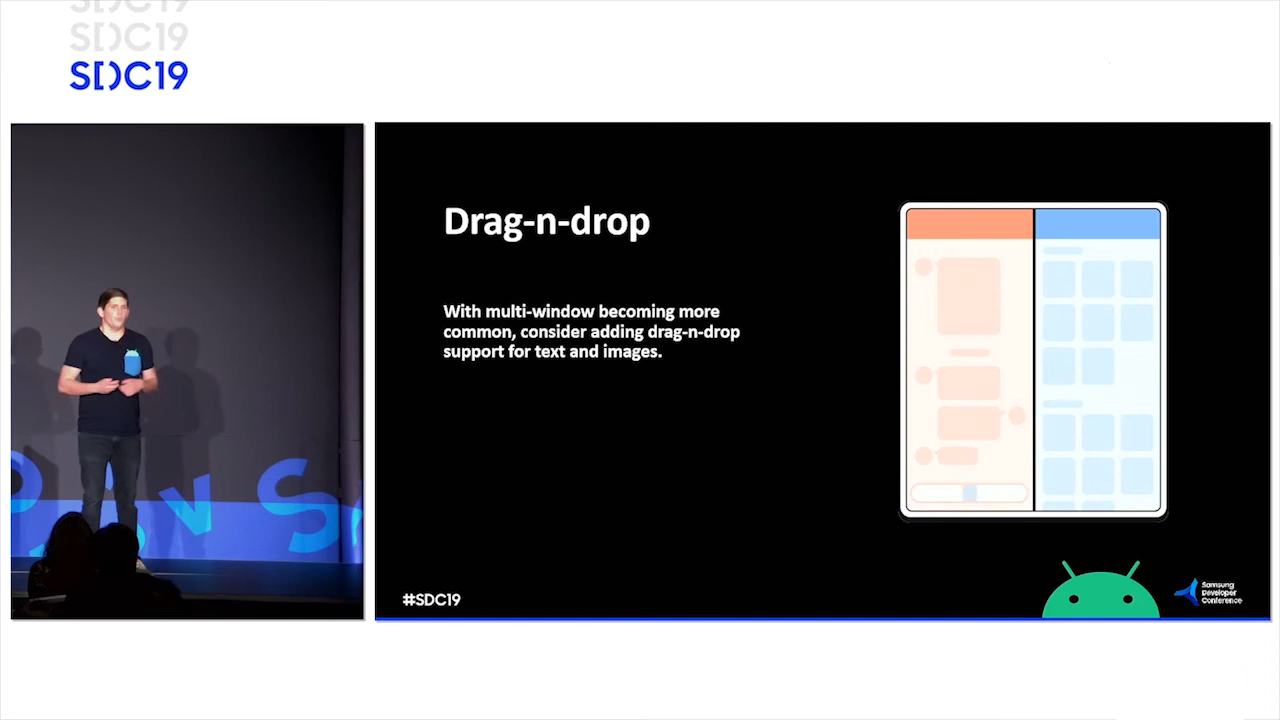 SDC19
SDC19
SDC19
Drag-n-drop
With multi-window becoming more
common, consider adding drag-n-drop
support for text and images.
#SDC19
Samsung
Developer
Conference